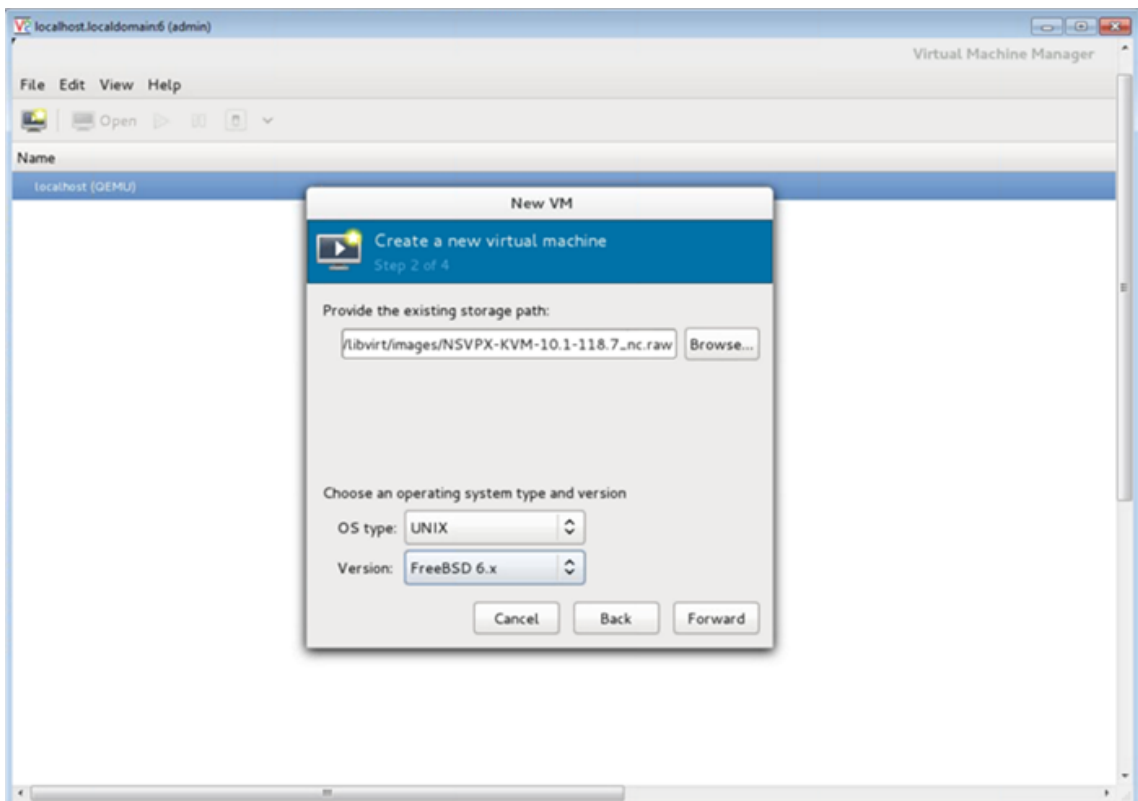 localhost.localdomain:6 (admin)
Virtual Machine Manager
File Edit View Help
Open
Name
localhost (QEMU)
New VM
Create a new virtual machine
Step 2 of 4
Provide the existing storage path:
/libvirt/images/NSVPX-KVM-10.1-118.7_nc.raw Browse...
Choose an operating system type and version
OS type: UNIX
Version: FreeBSD 6.x
Cancel Back Forward